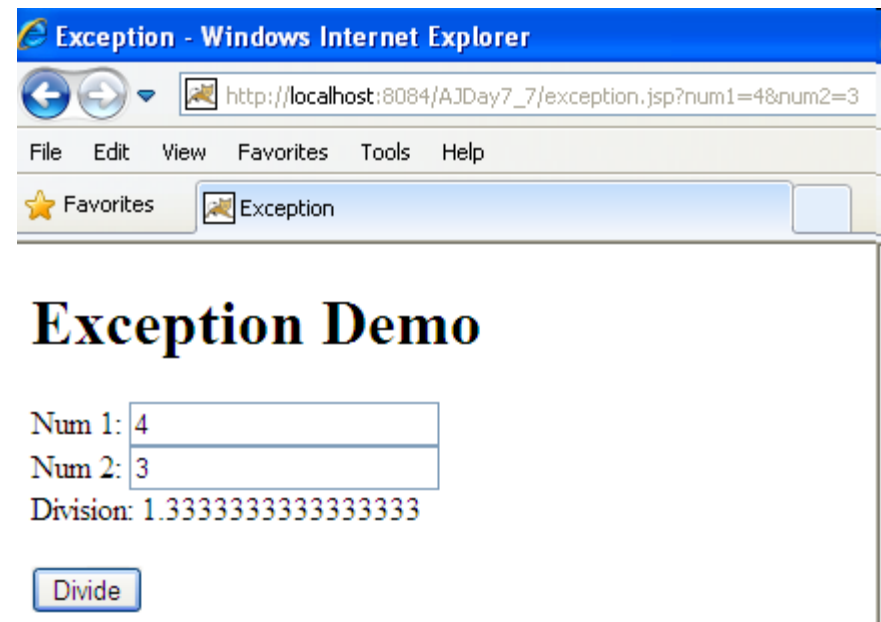 Exception - Windows Internet Explorer
http://localhost:8084/AJDay7_7/exception.jsp?num1=4&num2=3
File Edit View Favorites Tools Help
Favorites Exception
Exception Demo
Num 1: 4
Num 2: 3
Division: 1.3333333333333333
Divide